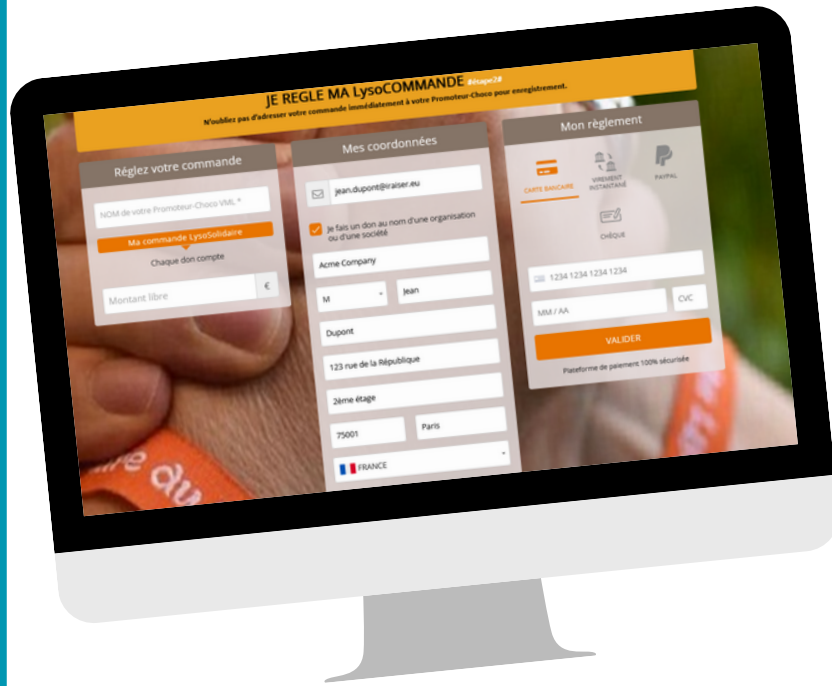 JE REGLE MA LysoCOMMANDE #étape2#
N'oubliez pas d'adresser votre commande immédiatement à votre Promoteur-Choco pour enregistrement.
Réglez votre commande
NOM de votre Promoteur-Choco VML *
Ma commande LysoSolidaire
Chaque don compte
Montant libre
€
Mes coordonnées
jean.dupont@iraiser.eu
Je fais un don au nom d'une organisation
ou d'une société
Acme Company
M
Jean
Dupont
123 rue de la République
2ème étage
75001
Paris
FRANCE
Mon règlement
CARTE BANCAIRE
VIREMENT
INSTANTANÉ
PAYPAL
CHÈQUE
1234 1234 1234 1234
MM / AA
CVC
VALIDER
Plateforme de paiement 100% sécurisée